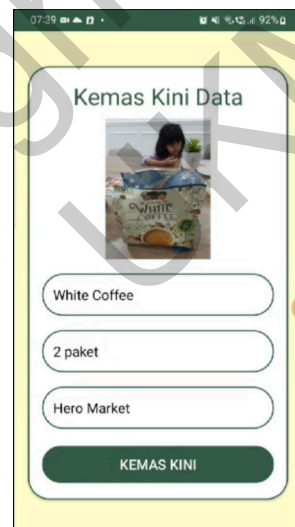 07:39
92%
Kemas Kini Data
White
COFFEE
White Coffee
2 paket
Hero Market
KEMAS KINI